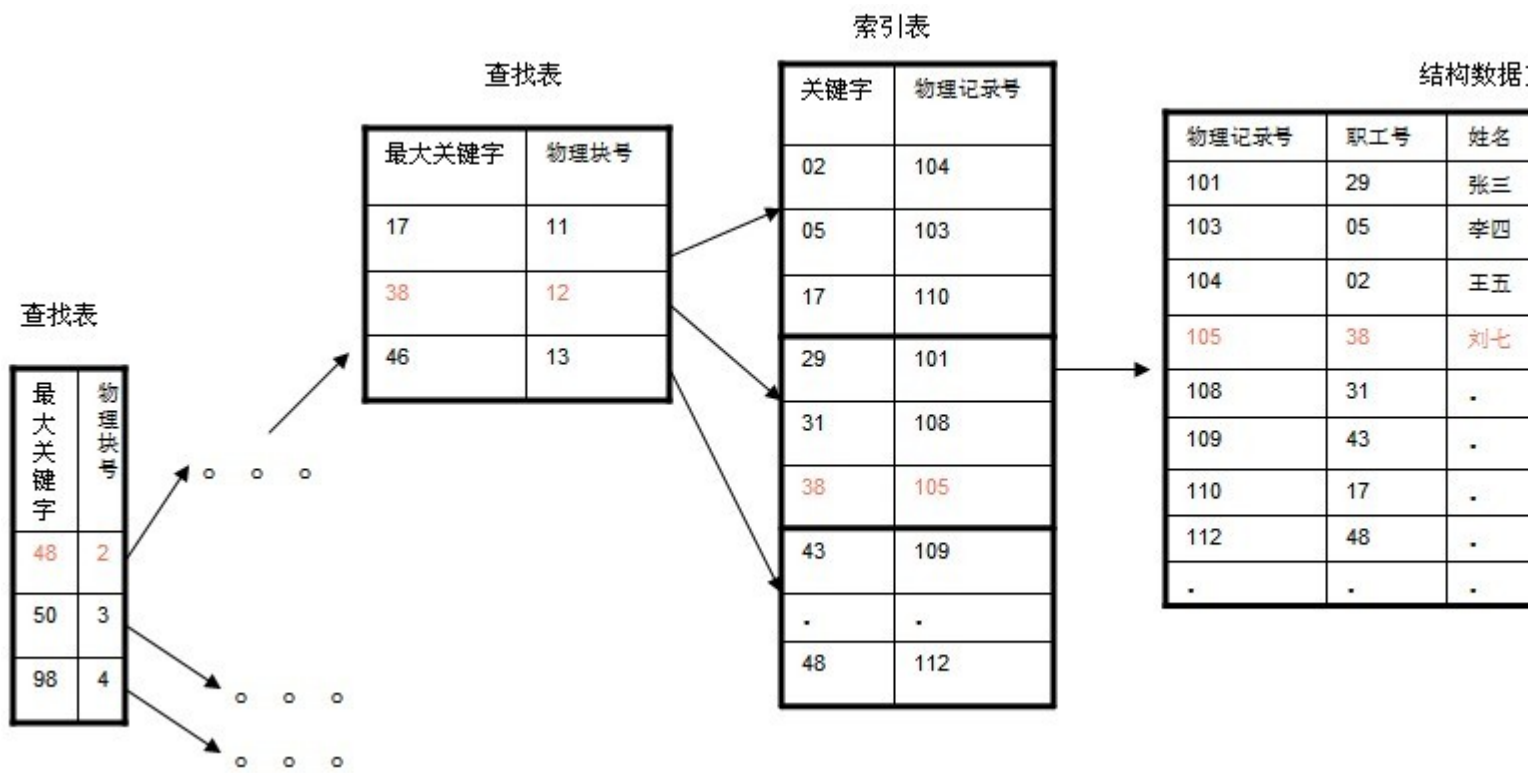 查找表
最大关键字 物理块号
48 2
50 3
98 4
。 。 。
。 。 。
。 。 。
查找表
最大关键字 物理块号
17 11
38 12
46 13
索引表
关键字 物理记录号
02 104
05 103
17 110
29 101
31 108
38 105
43 109
. .
48 112
结构数据
物理记录号 职工号 姓名
101 29 张三
103 05 李四
104 02 王五
105 38 刘七
108 31 .
109 43 .
110 17 .
112 48 .
. . .